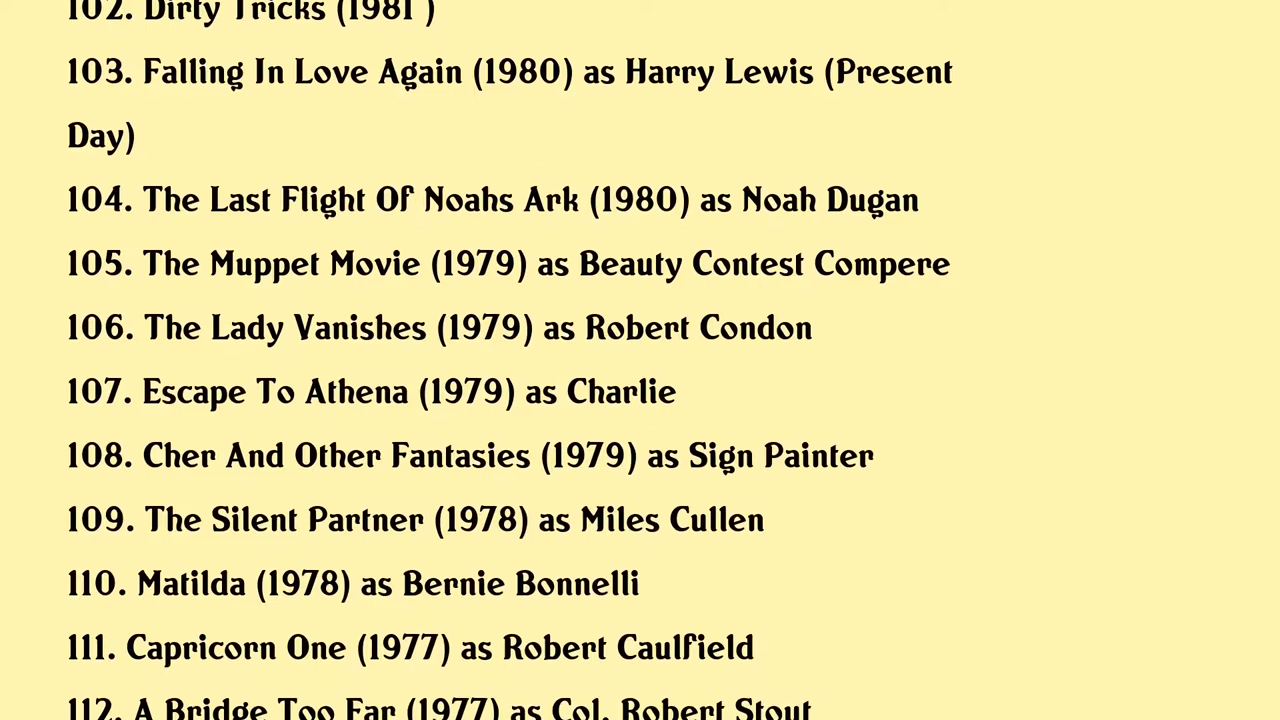 102. Dirty Tricks (1981 )
103. Falling In Love Again (1980) as Harry Lewis (Present
Day)
104. The Last Flight Of Noahs Ark (1980) as Noah Dugan
105. The Muppet Movie (1979) as Beauty Contest Compere
106. The Lady Vanishes (1979) as Robert Condon
107. Escape To Athena (1979) as Charlie
108. Cher And Other Fantasies (1979) as Sign Painter
109. The Silent Partner (1978) as Miles Cullen
110. Matilda (1978) as Bernie Bonnelli
111. Capricorn One (1977) as Robert Caulfield
112. A Bridge Too Far (1977) as Col. Robert Stout